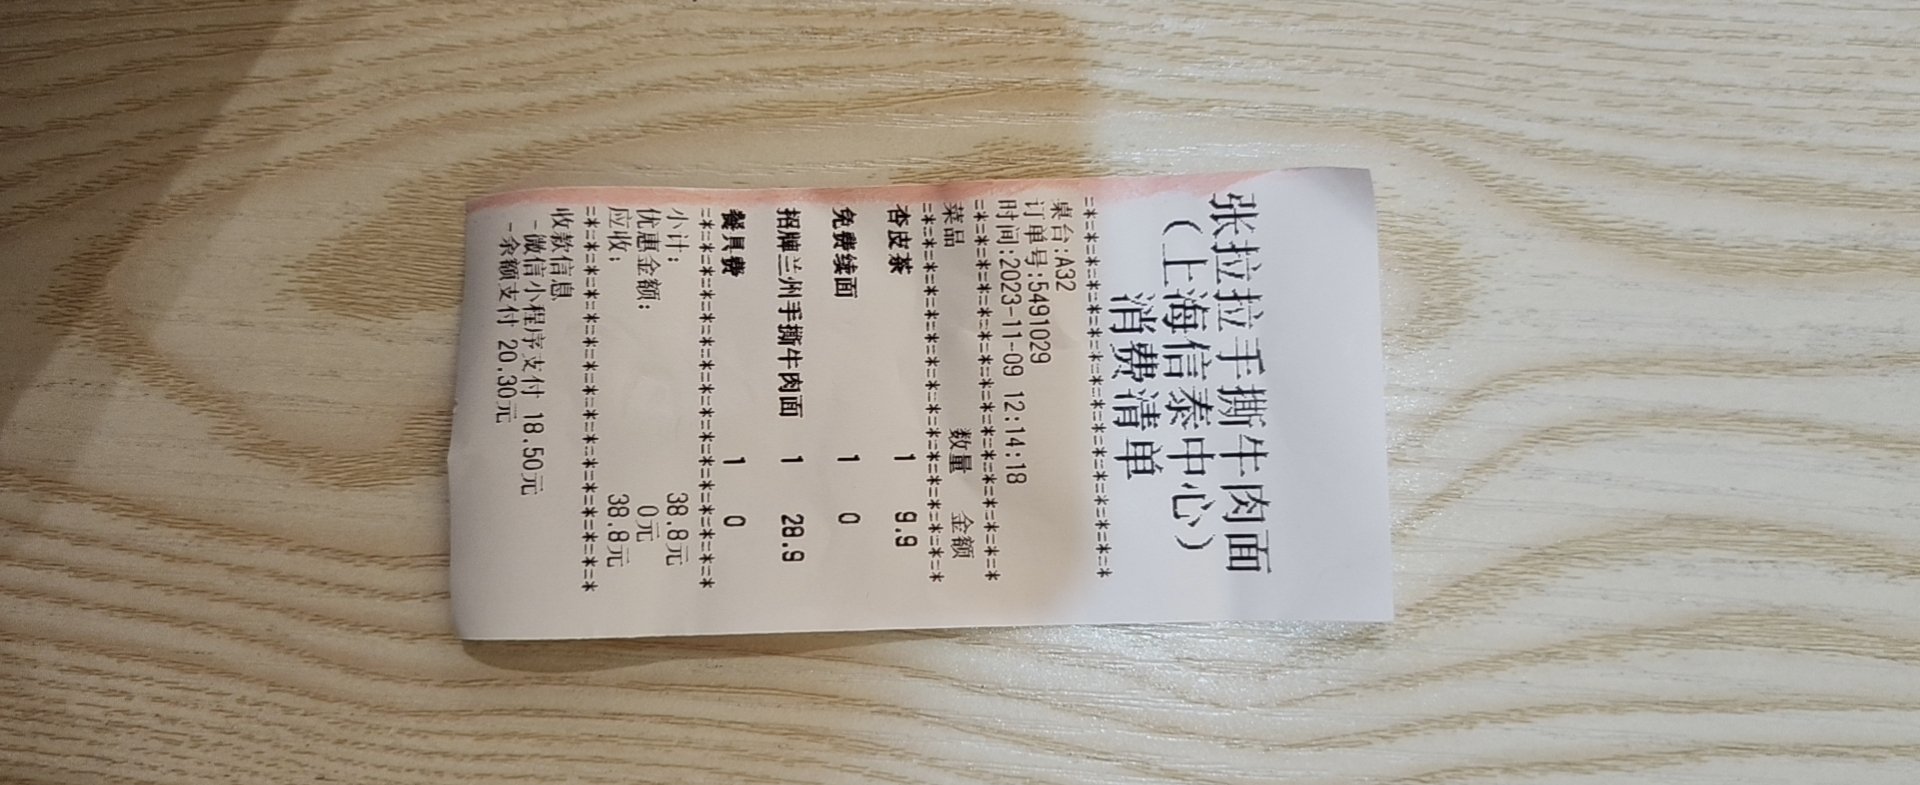 张拉拉手撕牛肉面
(上海信泰中心)
消费清单
=*=*=*=*=*=*=*=*=*=*=*=*=*=*=*=*
桌台:A32
订单号:5491029
时间:2023-11-09 12:14:18
=*=*=*=*=*=*=*=*=*=*=*=*=*=*=*=*
菜品 数量 金额
=*=*=*=*=*=*=*=*=*=*=*=*=*=*=*=*
杏皮茶 1 9.9
免费续面 1 0
招牌兰州手撕牛肉面 1 28.9
餐具费 1 0
=*=*=*=*=*=*=*=*=*=*=*=*=*=*=*=*
小计: 38.8元
优惠金额: 0元
应收: 38.8元
=*=*=*=*=*=*=*=*=*=*=*=*=*=*=*=*
收款信息
-微信小程序支付 18.50元
-余额支付 20.30元